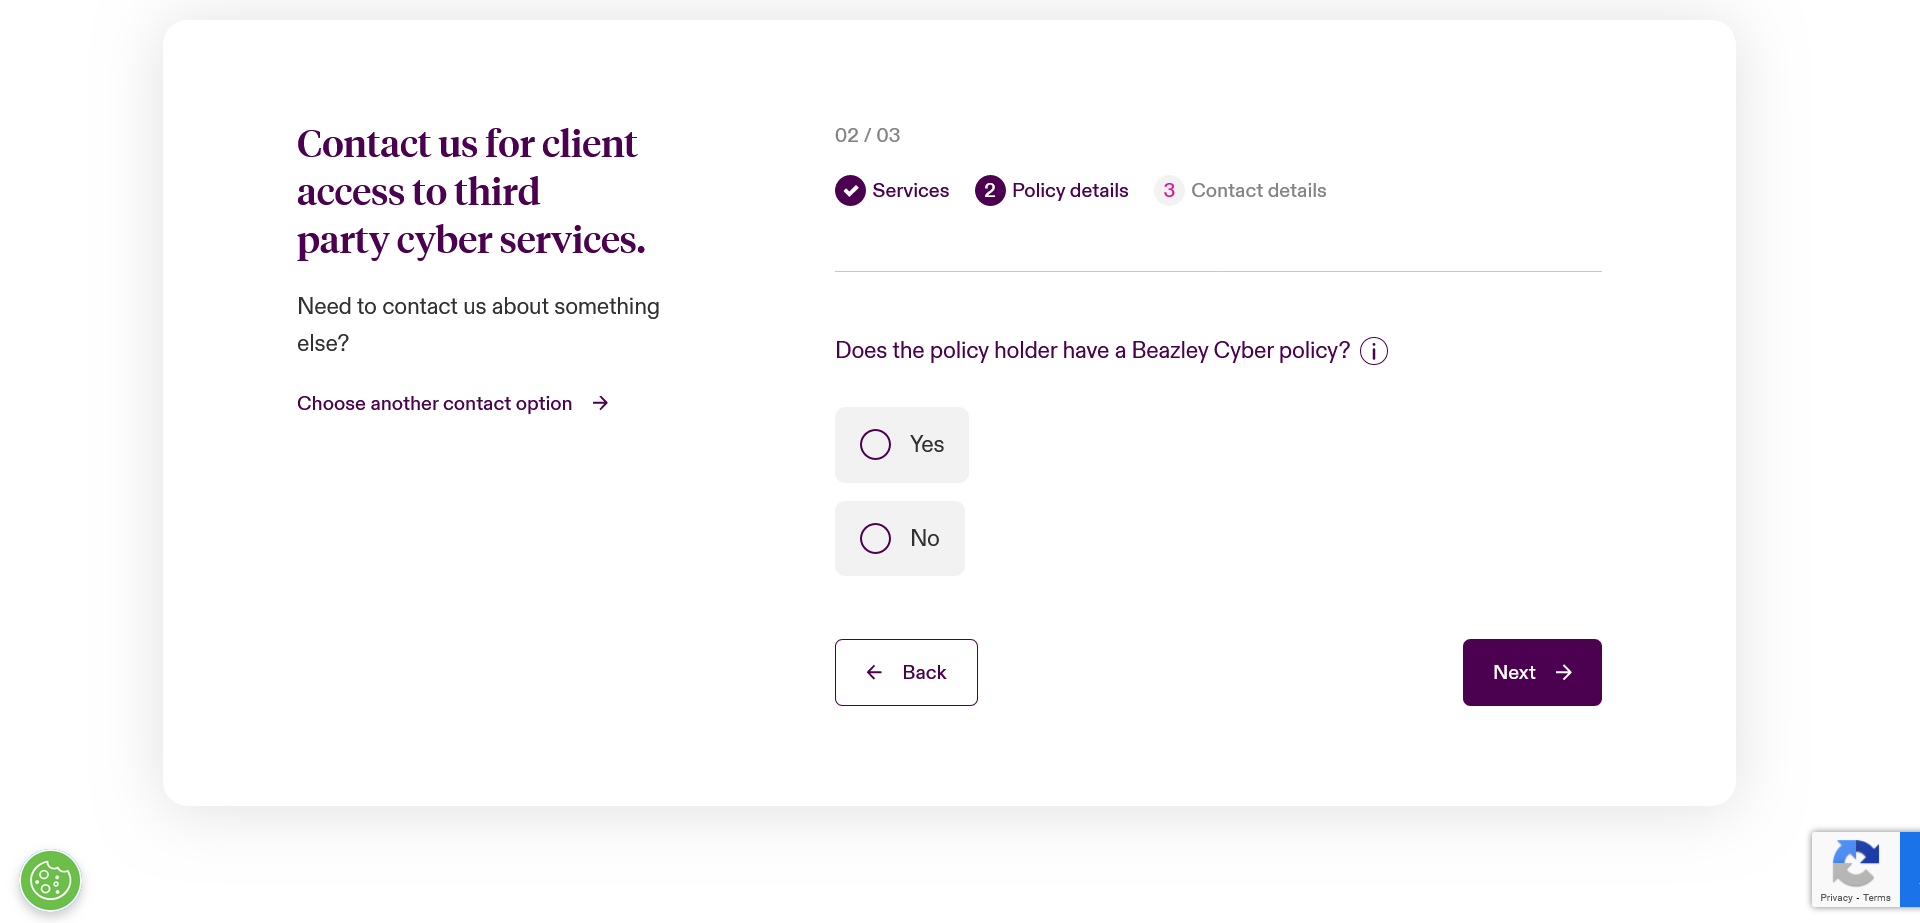 Contact us for client
access to third
party cyber services.
Need to contact us about something
else?
Choose another contact option
02 / 03
Services
2 Policy details
3 Contact details
Does the policy holder have a Beazley Cyber policy?
Yes
No
Back
Next
Privacy - Terms